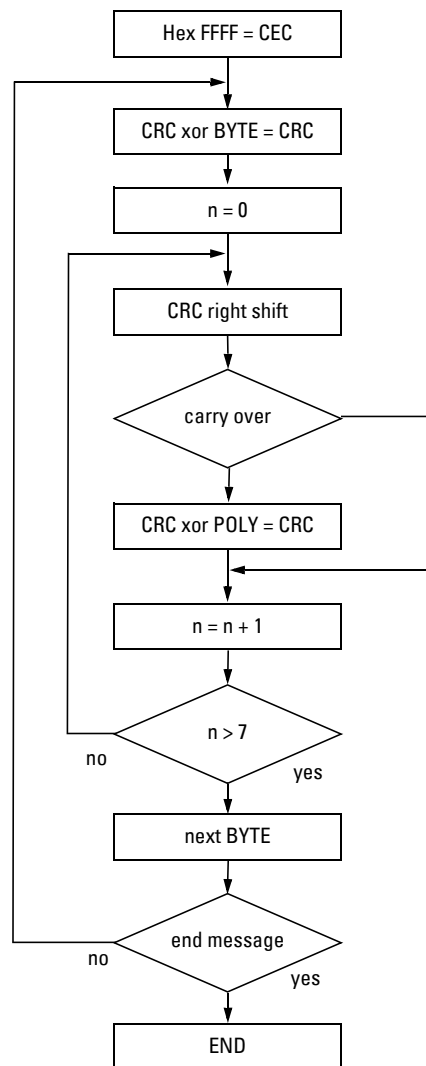 Hex FFFF = CEC
CRC xor BYTE = CRC
n = 0
CRC right shift
carry over
CRC xor POLY = CRC
n = n + 1
n > 7
no
yes
next BYTE
end message
no
yes
END